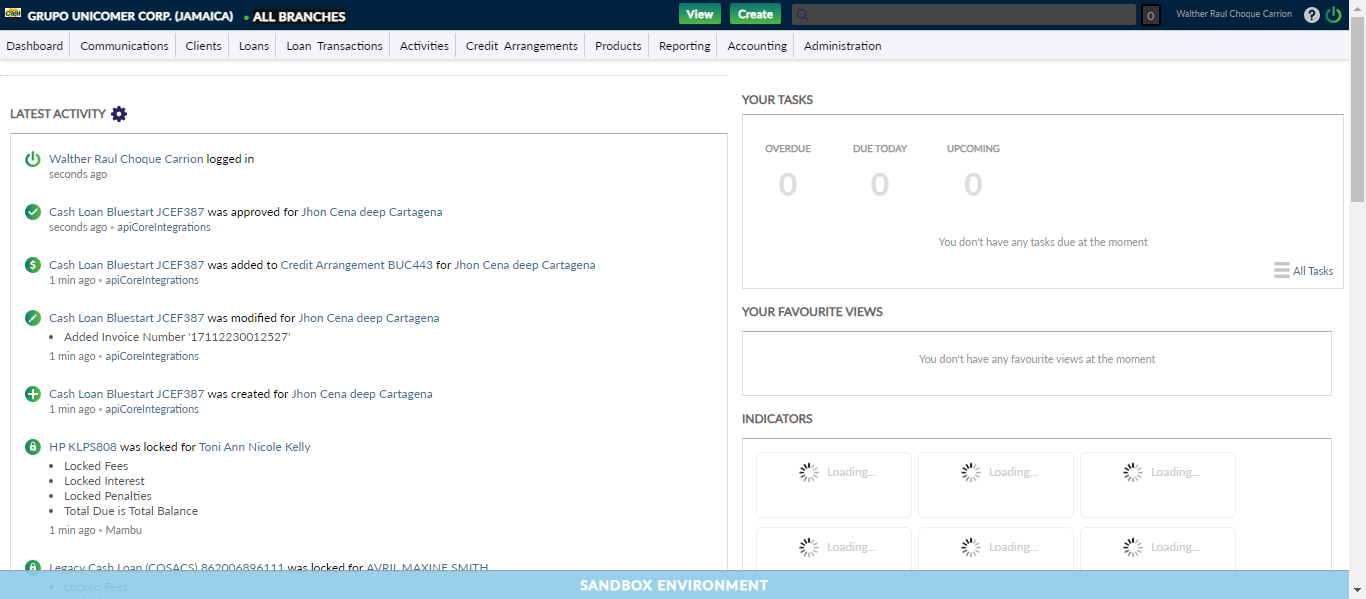 GRUPO UNICOMER CORP. (JAMAICA) • ALL BRANCHES
View Create 0 Walther Raul Choque Carrion ?
Dashboard Communications Clients Loans Loan Transactions Activities Credit Arrangements Products Reporting Accounting Administration
LATEST ACTIVITY
Walther Raul Choque Carrion logged in
seconds ago
Cash Loan Bluestart JCEF387 was approved for Jhon Cena deep Cartagena
seconds ago • apiCoreIntegrations
Cash Loan Bluestart JCEF387 was added to Credit Arrangement BUC443 for Jhon Cena deep Cartagena
1 min ago • apiCoreIntegrations
Cash Loan Bluestart JCEF387 was modified for Jhon Cena deep Cartagena
• Added Invoice Number '17112230012527'
1 min ago • apiCoreIntegrations
Cash Loan Bluestart JCEF387 was created for Jhon Cena deep Cartagena
1 min ago • apiCoreIntegrations
HP KLPS808 was locked for Toni Ann Nicole Kelly
• Locked Fees
• Locked Interest
• Locked Penalties
• Total Due is Total Balance
1 min ago • Mambu
Legacy Cash Loan (COSACS) 862006896111 was locked for AVRIL MAXINE SMITH
• Locked Fees
YOUR TASKS
OVERDUE DUE TODAY UPCOMING
0 0 0
You don't have any tasks due at the moment
All Tasks
YOUR FAVOURITE VIEWS
You don't have any favourite views at the moment
INDICATORS
Loading... Loading... Loading...
Loading... Loading... Loading...
SANDBOX ENVIRONMENT